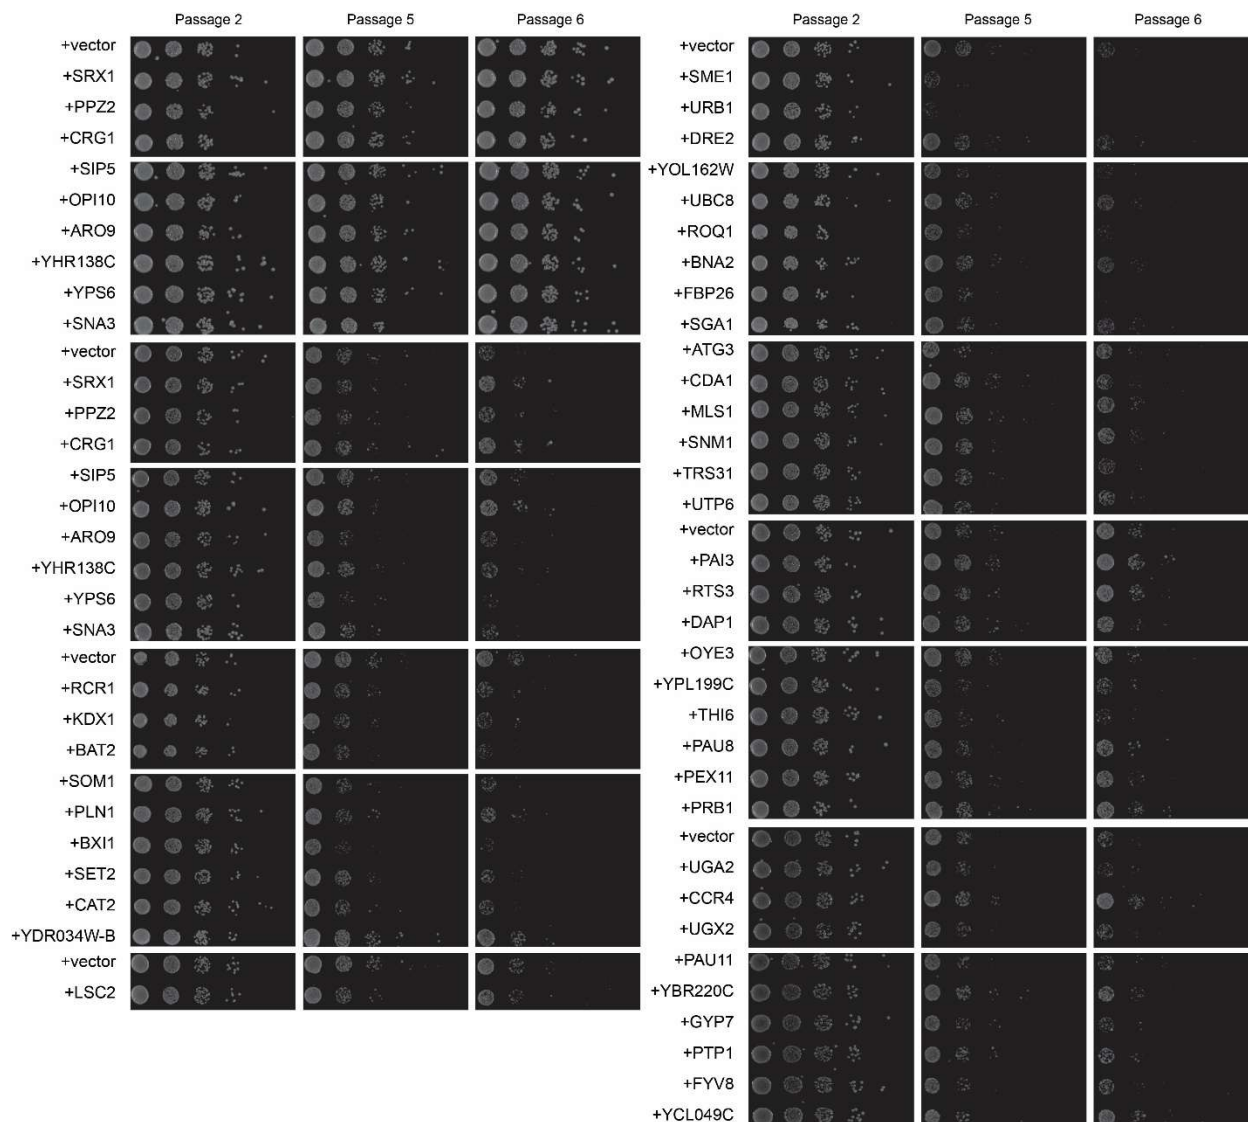 Passage 2 Passage 5 Passage 6
+vector
+SRX1
+PPZ2
+CRG1
+SIP5
+OPI10
+ARO9
+YHR138C
+YPS6
+SNA3
+vector
+SRX1
+PPZ2
+CRG1
+SIP5
+OPI10
+ARO9
+YHR138C
+YPS6
+SNA3
+vector
+RCR1
+KDX1
+BAT2
+SOM1
+PLN1
+BXI1
+SET2
+CAT2
+YDR034W-B
+vector
+LSC2
Passage 2 Passage 5 Passage 6
+vector
+SME1
+URB1
+DRE2
+YOL162W
+UBC8
+ROQ1
+BNA2
+FBP26
+SGA1
+ATG3
+CDA1
+MLS1
+SNM1
+TRS31
+UTP6
+vector
+PAI3
+RTS3
+DAP1
+OYE3
+YPL199C
+THI6
+PAU8
+PEX11
+PRB1
+vector
+UGA2
+CCR4
+UGX2
+PAU11
+YBR220C
+GYP7
+PTP1
+FYV8
+YCL049C